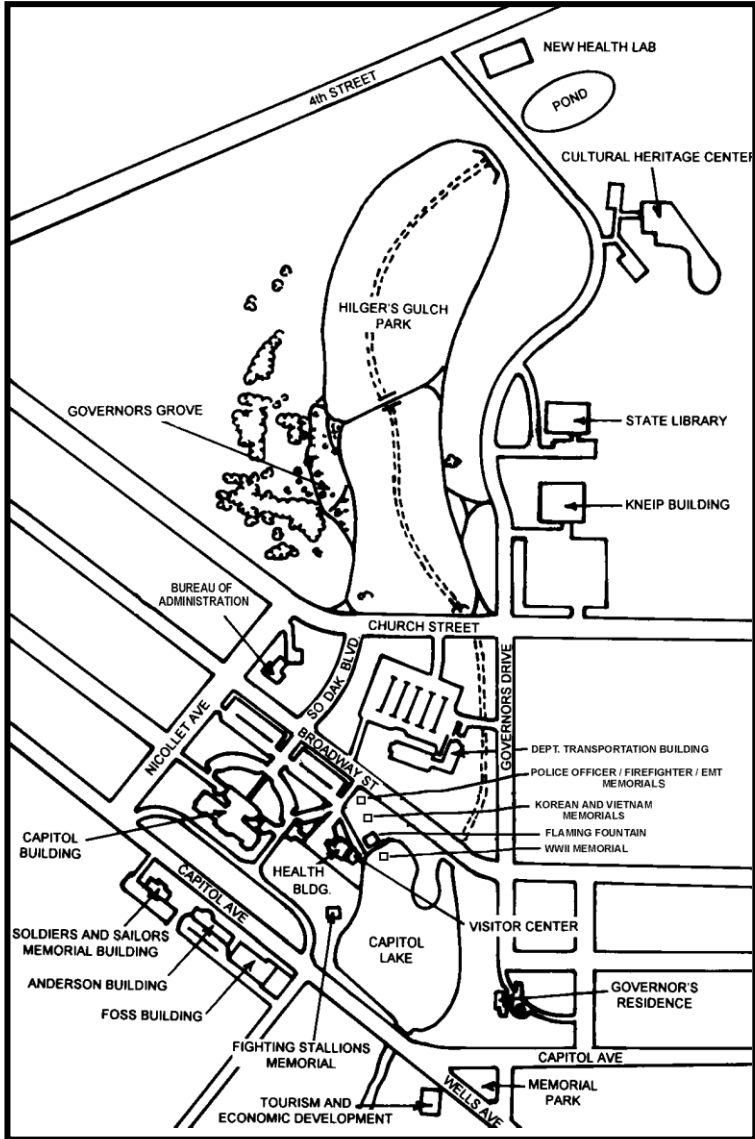 NEW HEALTH LAB
4th STREET
POND
CULTURAL HERITAGE CENTER
HILGER'S GULCH
PARK
GOVERNORS GROVE
STATE LIBRARY
KNEIP BUILDING
BUREAU OF
ADMINISTRATION
CHURCH STREET
SO DAK BLVD.
GOVERNORS DRIVE
NICOLLET AVE
BROADWAY ST
DEPT. TRANSPORTATION BUILDING
POLICE OFFICER / FIREFIGHTER / EMT
MEMORIALS
KOREAN AND VIETNAM
MEMORIALS
FLAMING FOUNTAIN
WWII MEMORIAL
CAPITOL
BUILDING
HEALTH
BLDG.
CAPITOL AVE
VISITOR CENTER
SOLDIERS AND SAILORS
MEMORIAL BUILDING
CAPITOL
LAKE
ANDERSON BUILDING
GOVERNOR'S
RESIDENCE
FOSS BUILDING
FIGHTING STALLIONS
MEMORIAL
CAPITOL AVE
WELLS AVE
MEMORIAL
PARK
TOURISM AND
ECONOMIC DEVELOPMENT